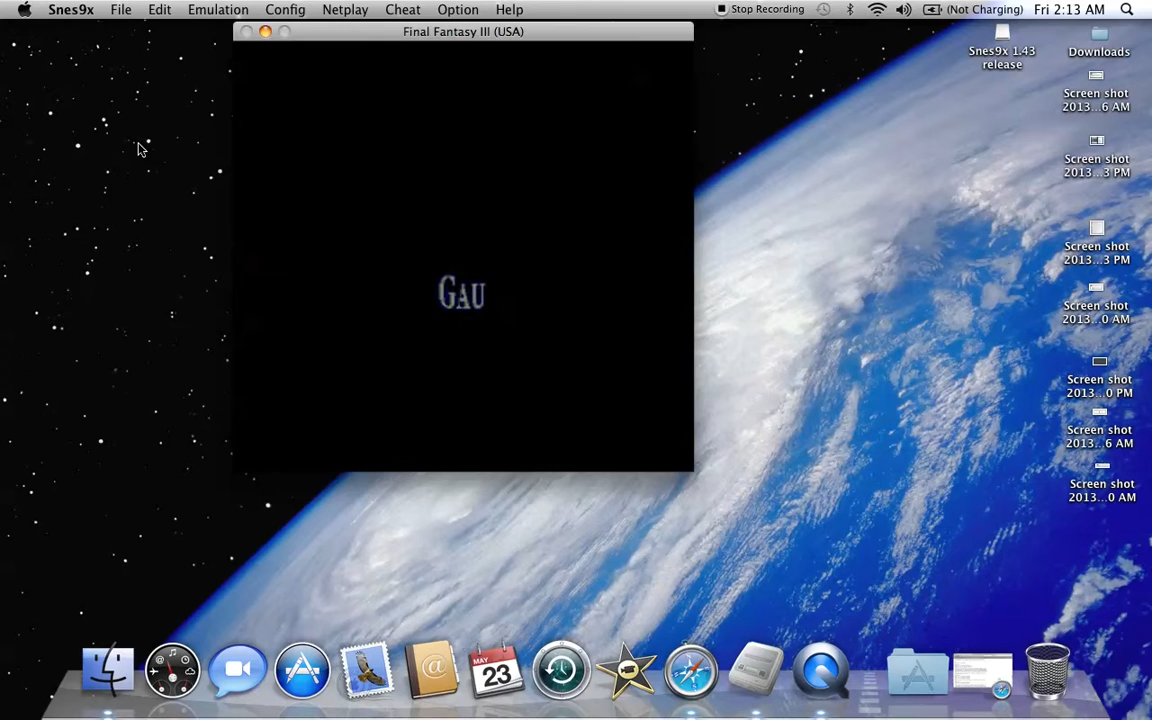 Snes9x File Edit Emulation Config Netplay Cheat Option Help Stop Recording (Not Charging) Fri 2:13 AM
Final Fantasy III (USA)
Snes9x 1.43
release
Downloads
Screen shot
2013...6 AM
Screen shot
2013...3 PM
Screen shot
2013...3 PM
Screen shot
2013...0 AM
Screen shot
2013...0 PM
Screen shot
2013...6 AM
Screen shot
2013...0 AM
GAU
MAY
23